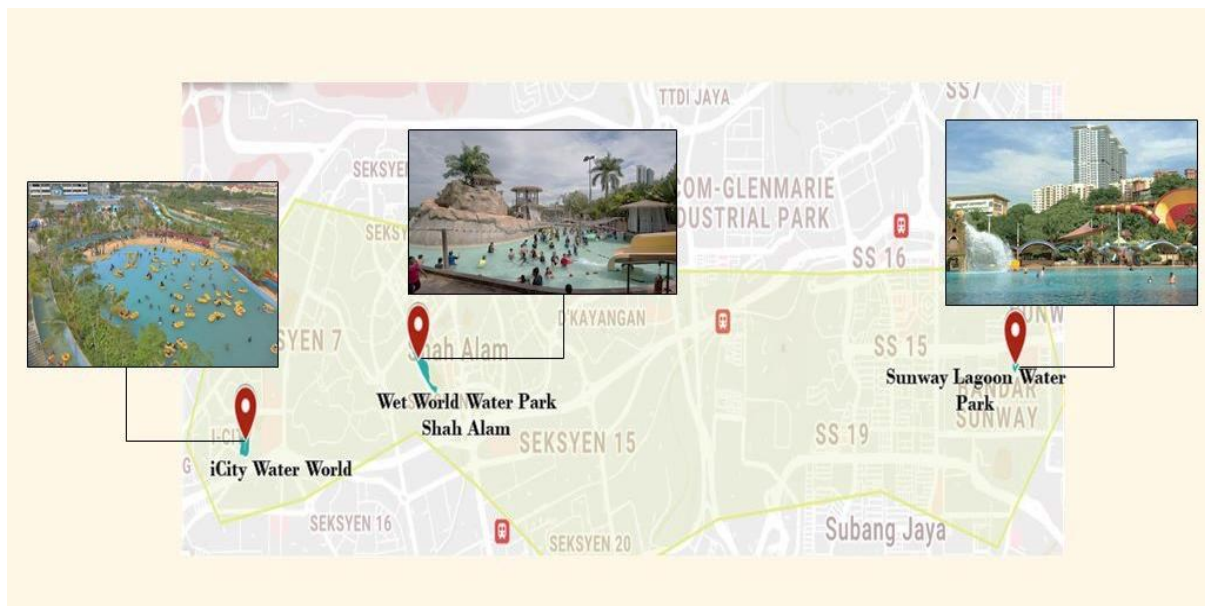 TTDI JAYA
SS7
SEKSYE
COM-GLENMARIE
DUSTRIAL PARK
SEKSY
SS 16
D'KAYANGAN
SUNW
SEKSYEN 7
Shah Alam
SS 15
Sunway Lagoon Water
Park
BANDAR
SUNWAY
Wet World Water Park
Shah Alam
I-CIT
SEKSYEN 15
SS 19
G
iCity Water World
SEKSYEN 16
SEKSYEN 20
Subang Jaya